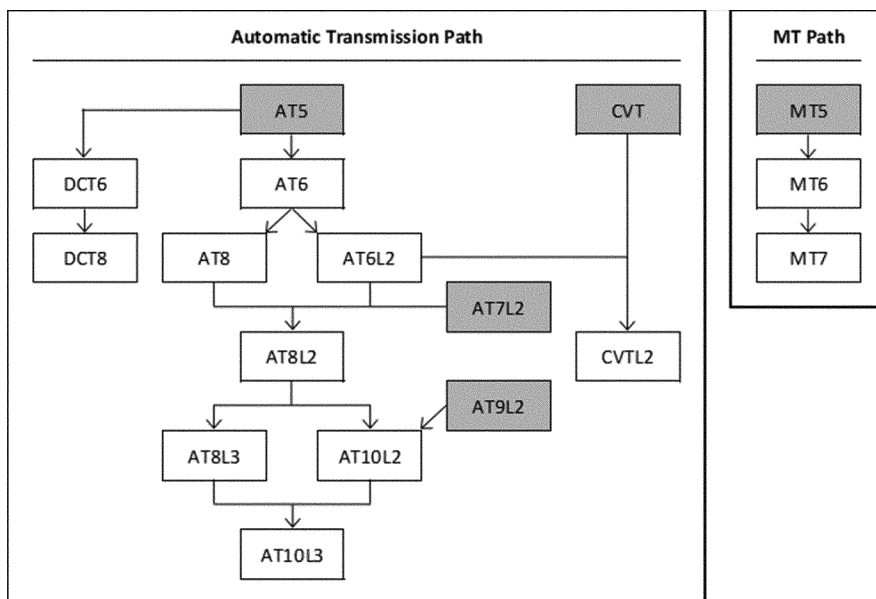 Automatic Transmission Path
MT Path
AT5
CVT
MT5
DCT6
AT6
MT6
DCT8
AT8
AT6L2
MT7
AT7L2
AT8L2
CVTL2
AT9L2
AT8L3
AT10L2
AT10L3